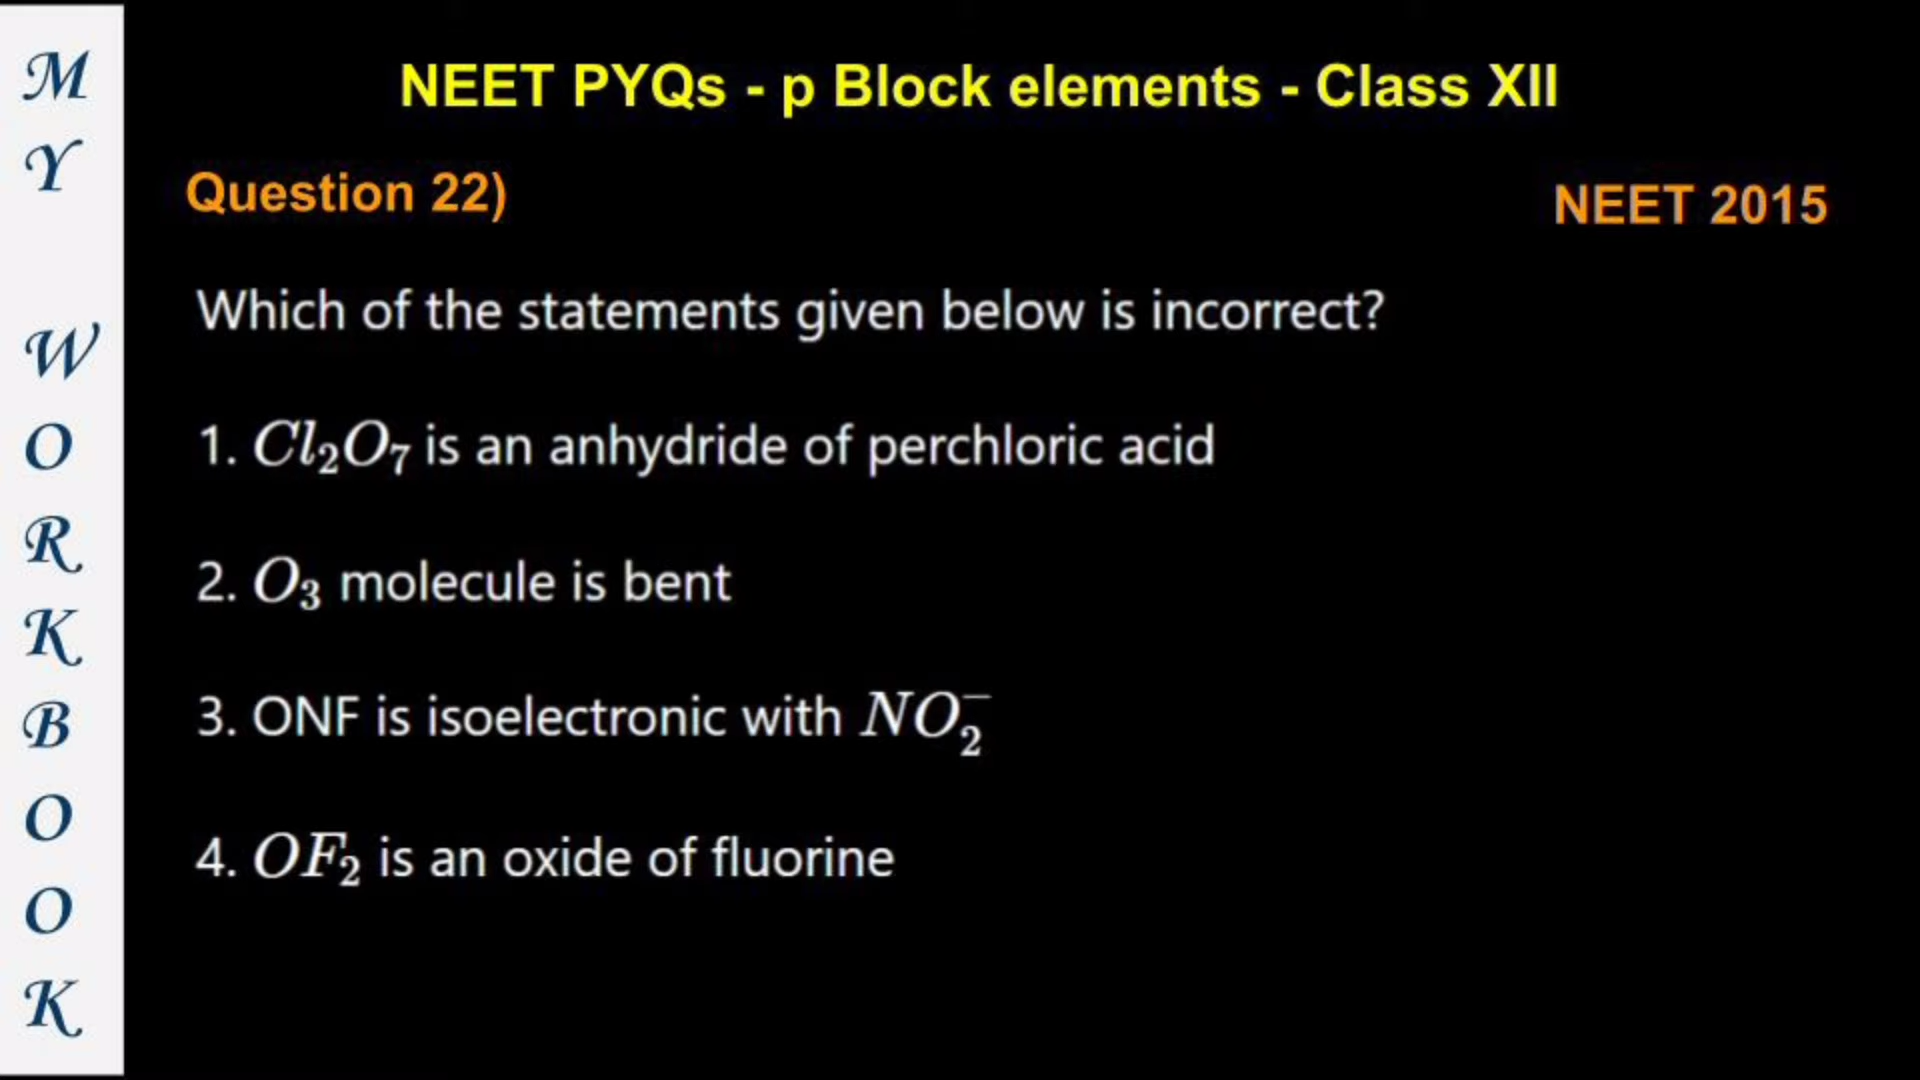 MY WORKBOOK
NEET PYQs - p Block elements - Class XII
Question 22)
NEET 2015
Which of the statements given below is incorrect?
1. Cl₂O₇ is an anhydride of perchloric acid
2. O₃ molecule is bent
3. ONF is isoelectronic with NO₂⁻
4. OF₂ is an oxide of fluorine